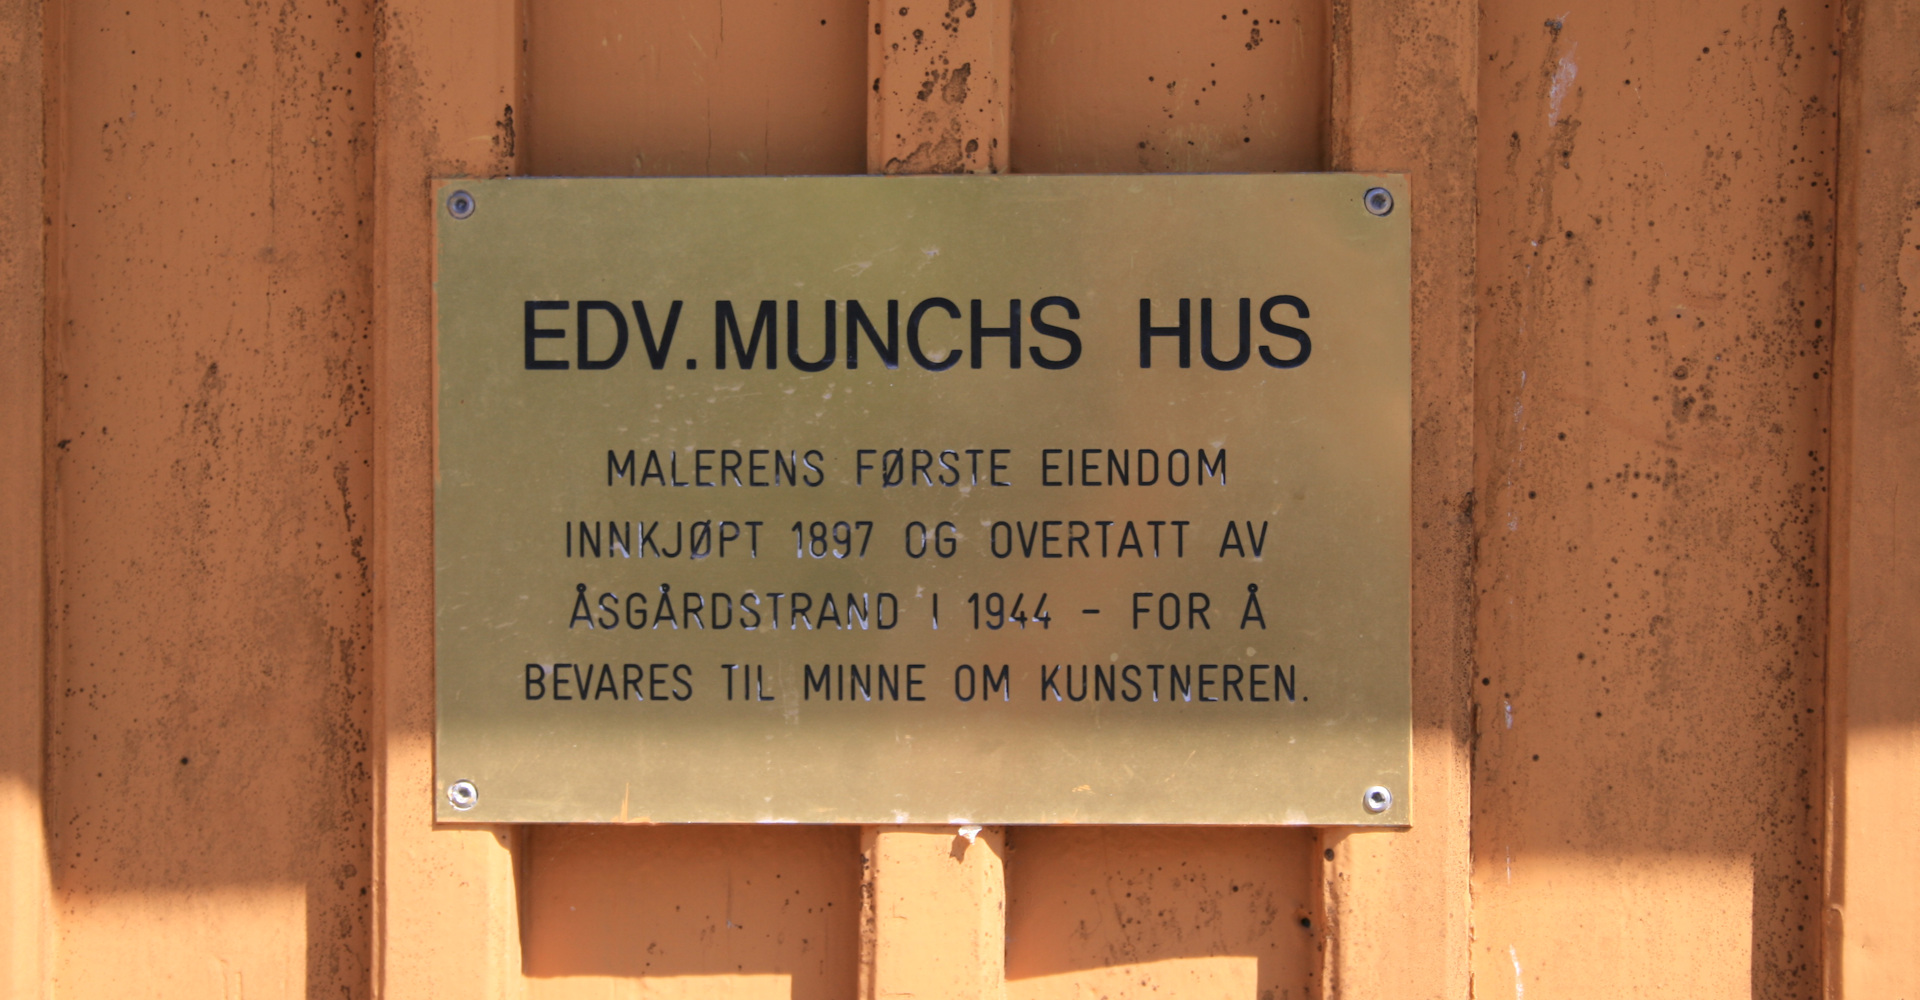 EDV. MUNCHS HUS
MALERENS FØRSTE EIENDOM
INNKJØPT 1897 OG OVERTATT AV
ÅSGÅRDSTRAND I 1944 - FOR Å
BEVARES TIL MINNE OM KUNSTNEREN.